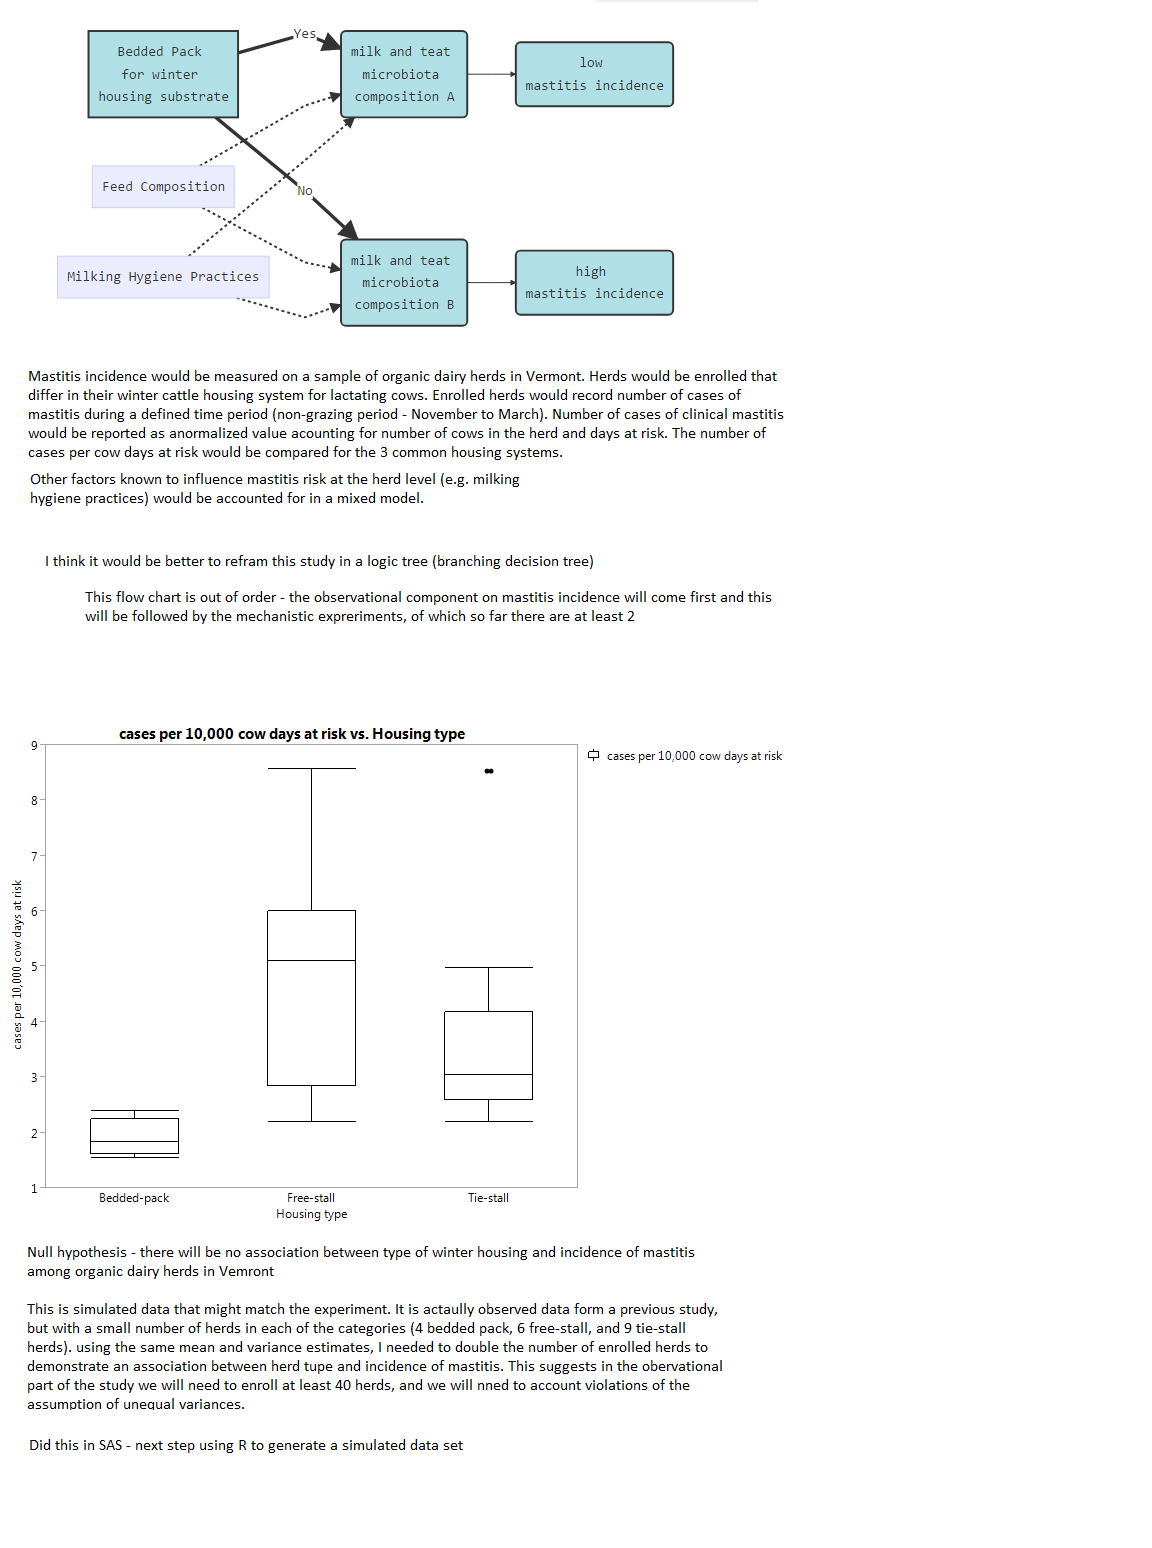 Bedded Pack
for winter
housing substrate
Yes
milk and teat
microbiota
composition A
low
mastitis incidence
Feed Composition
No
Milking Hygiene Practices
milk and teat
microbiota
composition B
high
mastitis incidence
Mastitis incidence would be measured on a sample of organic dairy herds in Vermont. Herds would be enrolled that
differ in their winter cattle housing system for lactating cows. Enrolled herds would record number of cases of
mastitis during a defined time period (non-grazing period - November to March). Number of cases of clinical mastitis
would be reported as anormalized value acounting for number of cows in the herd and days at risk. The number of
cases per cow days at risk would be compared for the 3 common housing systems.
Other factors known to influence mastitis risk at the herd level (e.g. milking
hygiene practices) would be accounted for in a mixed model.
I think it would be better to refram this study in a logic tree (branching decision tree)
This flow chart is out of order - the observational component on mastitis incidence will come first and this
will be followed by the mechanistic expreriments, of which so far there are at least 2
cases per 10,000 cow days at risk vs. Housing type
cases per 10,000 cow days at risk
cases per 10,000 cow days at risk
9
8
7
6
5
4
3
2
1
Bedded-pack
Free-stall
Tie-stall
Housing type
Null hypothesis - there will be no association between type of winter housing and incidence of mastitis
among organic dairy herds in Vemront
This is simulated data that might match the experiment. It is actaully observed data form a previous study,
but with a small number of herds in each of the categories (4 bedded pack, 6 free-stall, and 9 tie-stall
herds). using the same mean and variance estimates, I needed to double the number of enrolled herds to
demonstrate an association between herd tupe and incidence of mastitis. This suggests in the obervational
part of the study we will need to enroll at least 40 herds, and we will nned to account violations of the
assumption of unequal variances.
Did this in SAS - next step using R to generate a simulated data set